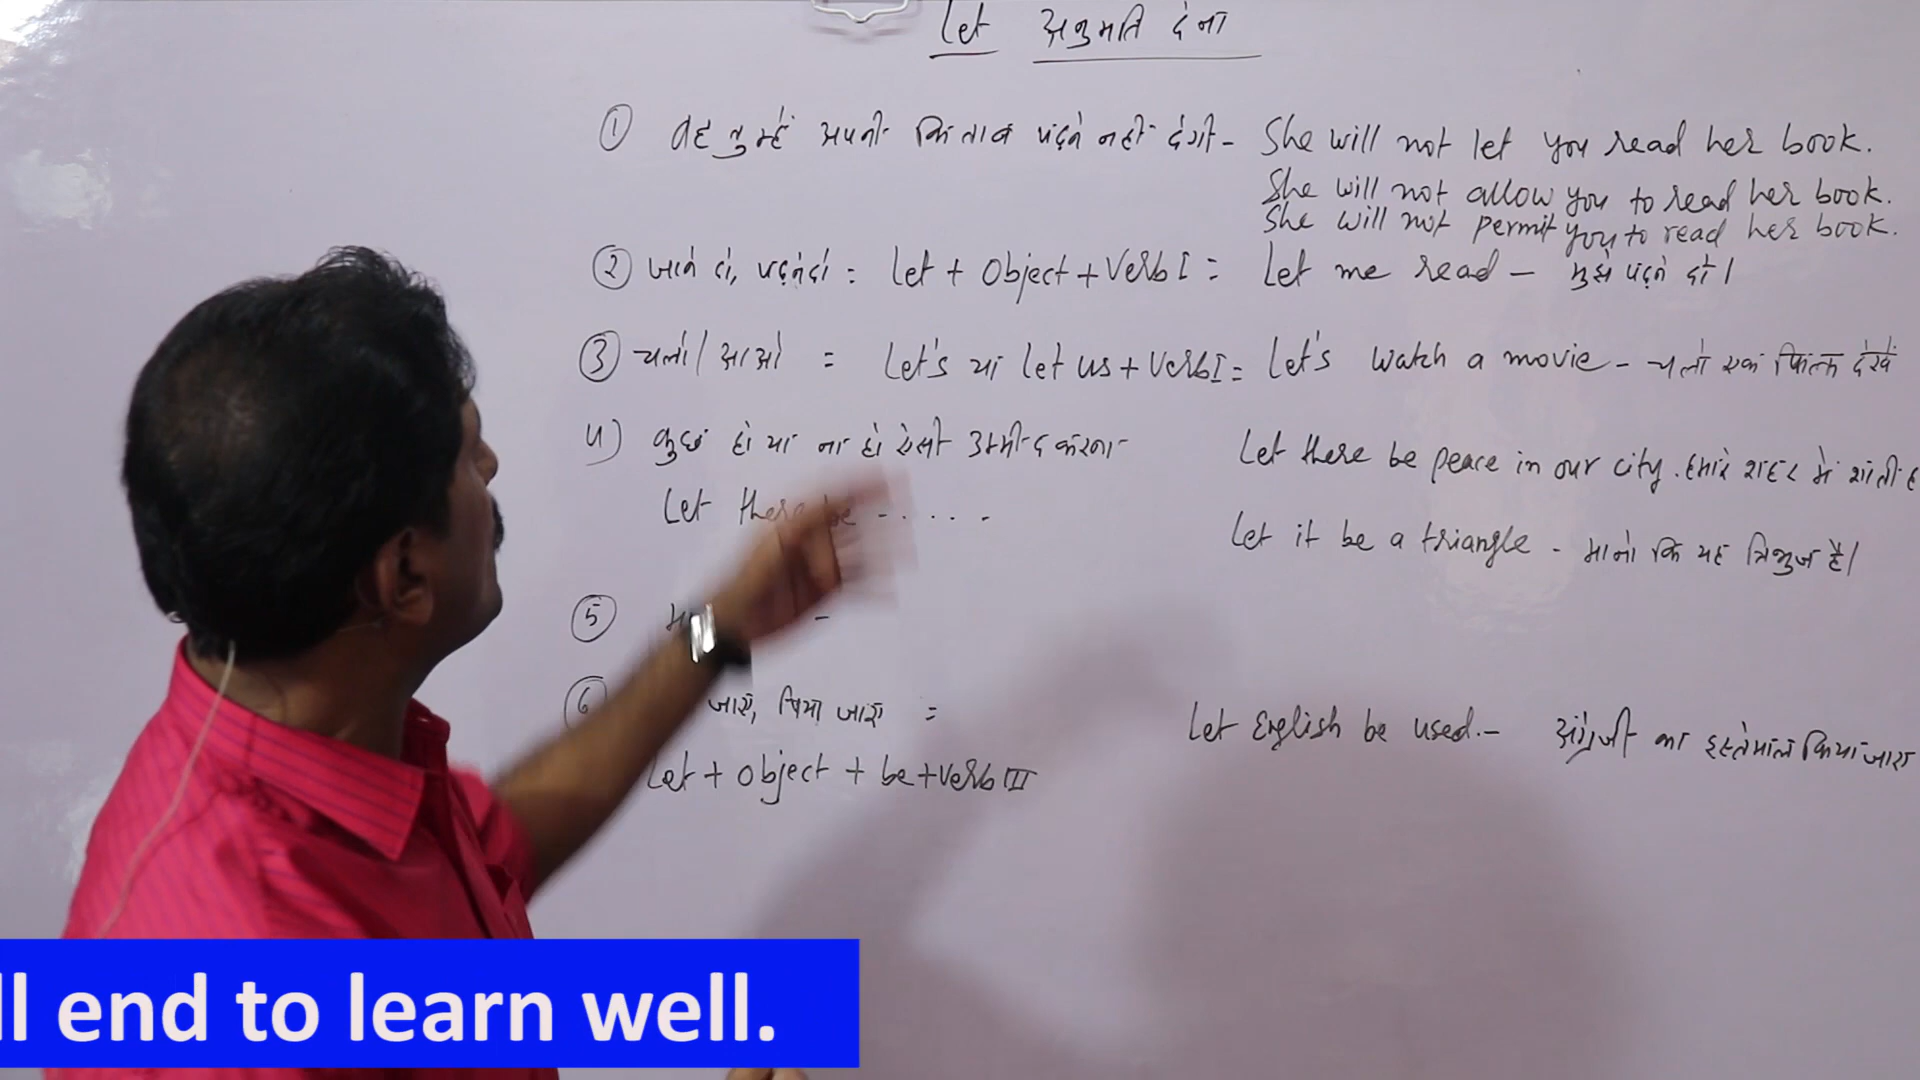 Let अनुमति देना
① वह तुम्हें अपनी किताब पढ़ने नहीं देगी - She will not let you read her book.
She will not allow you to read her book.
She will not permit you to read her book.
② खाने दो, पढ़ने दो = Let + Object + Verb I = Let me read - मुझे पढ़ने दो।
③ चलो / आओ = Let's या let us + Verb I = Let's watch a movie - चलो एक फिल्म देखें
4) कुछ हो या ना हो ऐसी उम्मीद करना - Let there be peace in our city. हमारे शहर में शांती
Let there be - . . . . -
Let it be a triangle - मानो कि यह त्रिभुज है।
⑤ -
⑥ जाए, पिया जाए =
Let English be used. - अंग्रेजी का इस्तेमाल किया जाए
Let + object + be + Verb III
ll end to learn well.